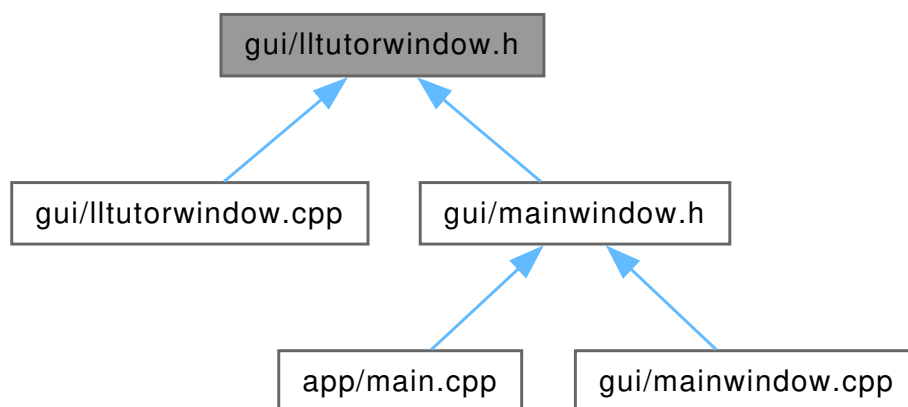 gui/lltutorwindow.h
gui/lltutorwindow.cpp
gui/mainwindow.h
app/main.cpp
gui/mainwindow.cpp